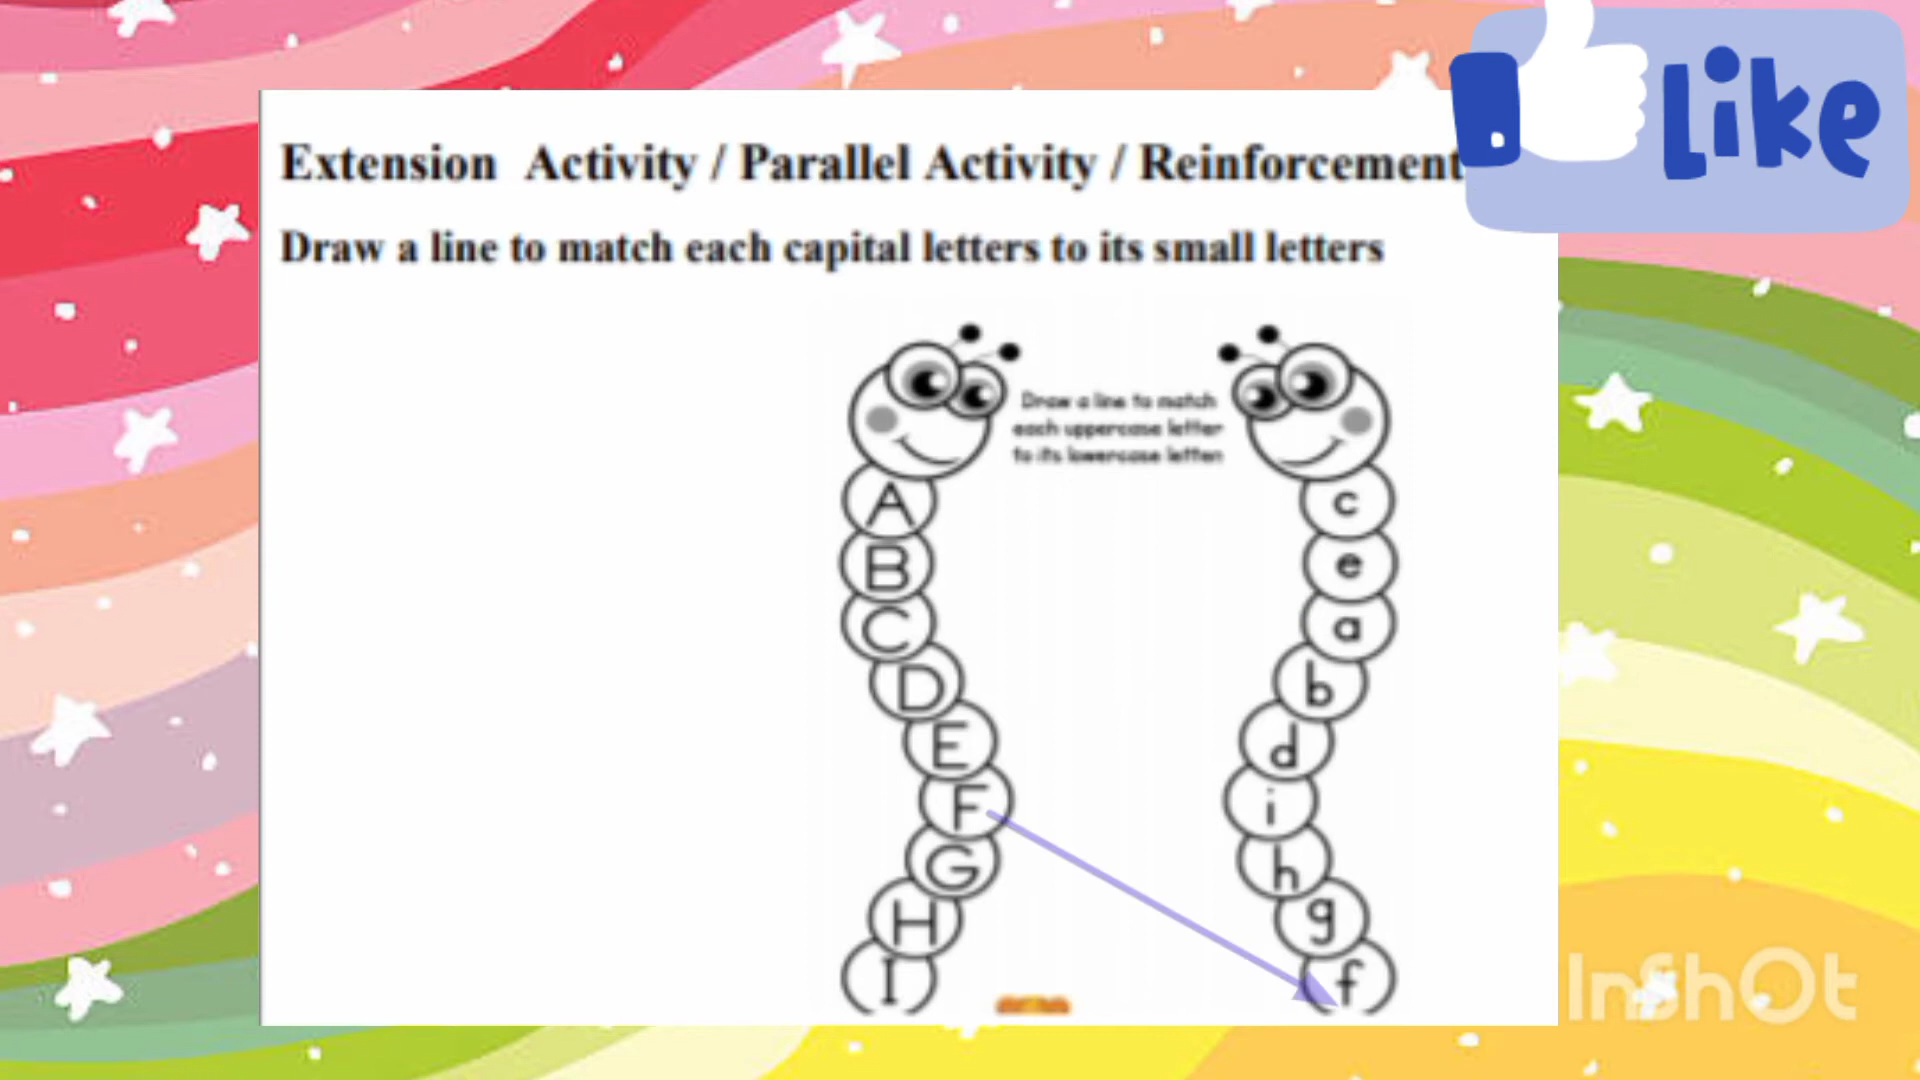 Like
Extension Activity / Parallel Activity / Reinforcement
Draw a line to match each capital letters to its small letters
Draw a line to match
each uppercase letter
to its lowercase letter.
A c
B e
C a
D b
E d
F i
G h
H g
I f
InShOt